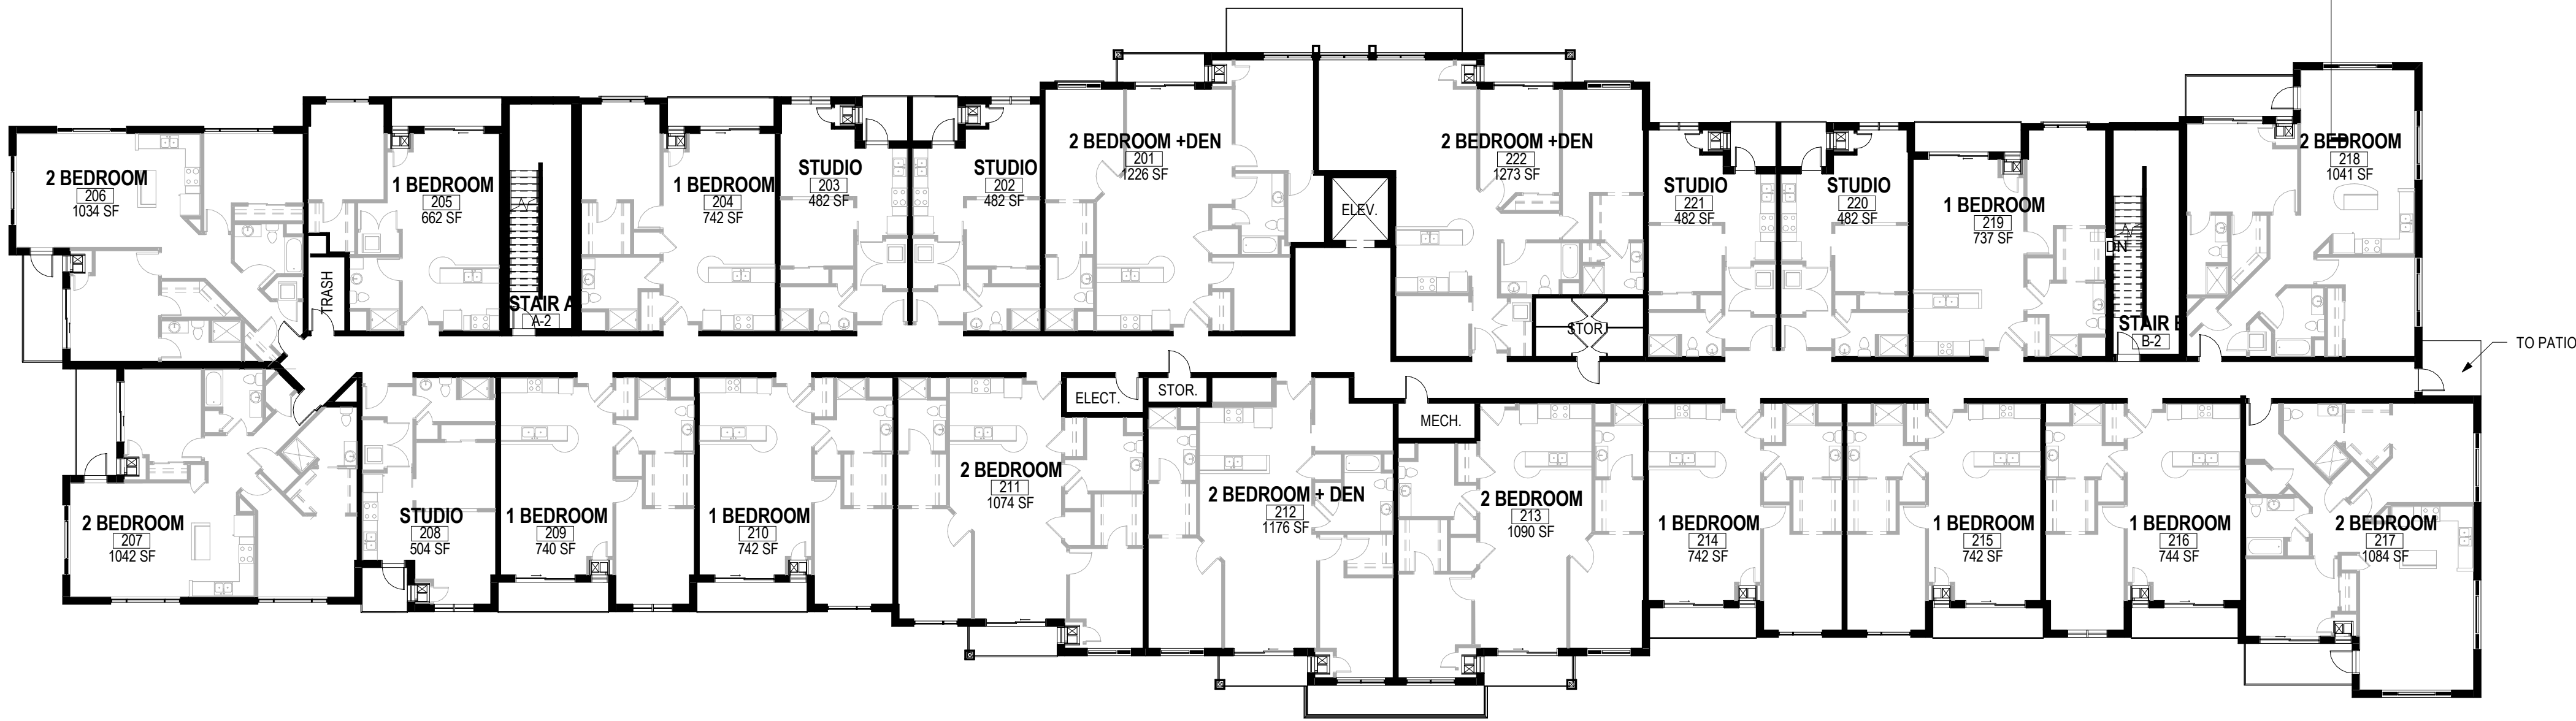 2 BEDROOM
206
1034 SF
TRASH
1 BEDROOM
205
662 SF
STAIR A
A-2
1 BEDROOM
204
742 SF
STUDIO
203
482 SF
STUDIO
202
482 SF
2 BEDROOM +DEN
201
1226 SF
ELEV.
2 BEDROOM +DEN
222
1273 SF
STOR.
STUDIO
221
482 SF
STUDIO
220
482 SF
1 BEDROOM
219
737 SF
DN
STAIR B
B-2
2 BEDROOM
218
1041 SF
TO PATIO
2 BEDROOM
207
1042 SF
STUDIO
208
504 SF
1 BEDROOM
209
740 SF
1 BEDROOM
210
742 SF
2 BEDROOM
211
1074 SF
ELECT.
STOR.
2 BEDROOM + DEN
212
1176 SF
MECH.
2 BEDROOM
213
1090 SF
1 BEDROOM
214
742 SF
1 BEDROOM
215
742 SF
1 BEDROOM
216
744 SF
2 BEDROOM
217
1084 SF